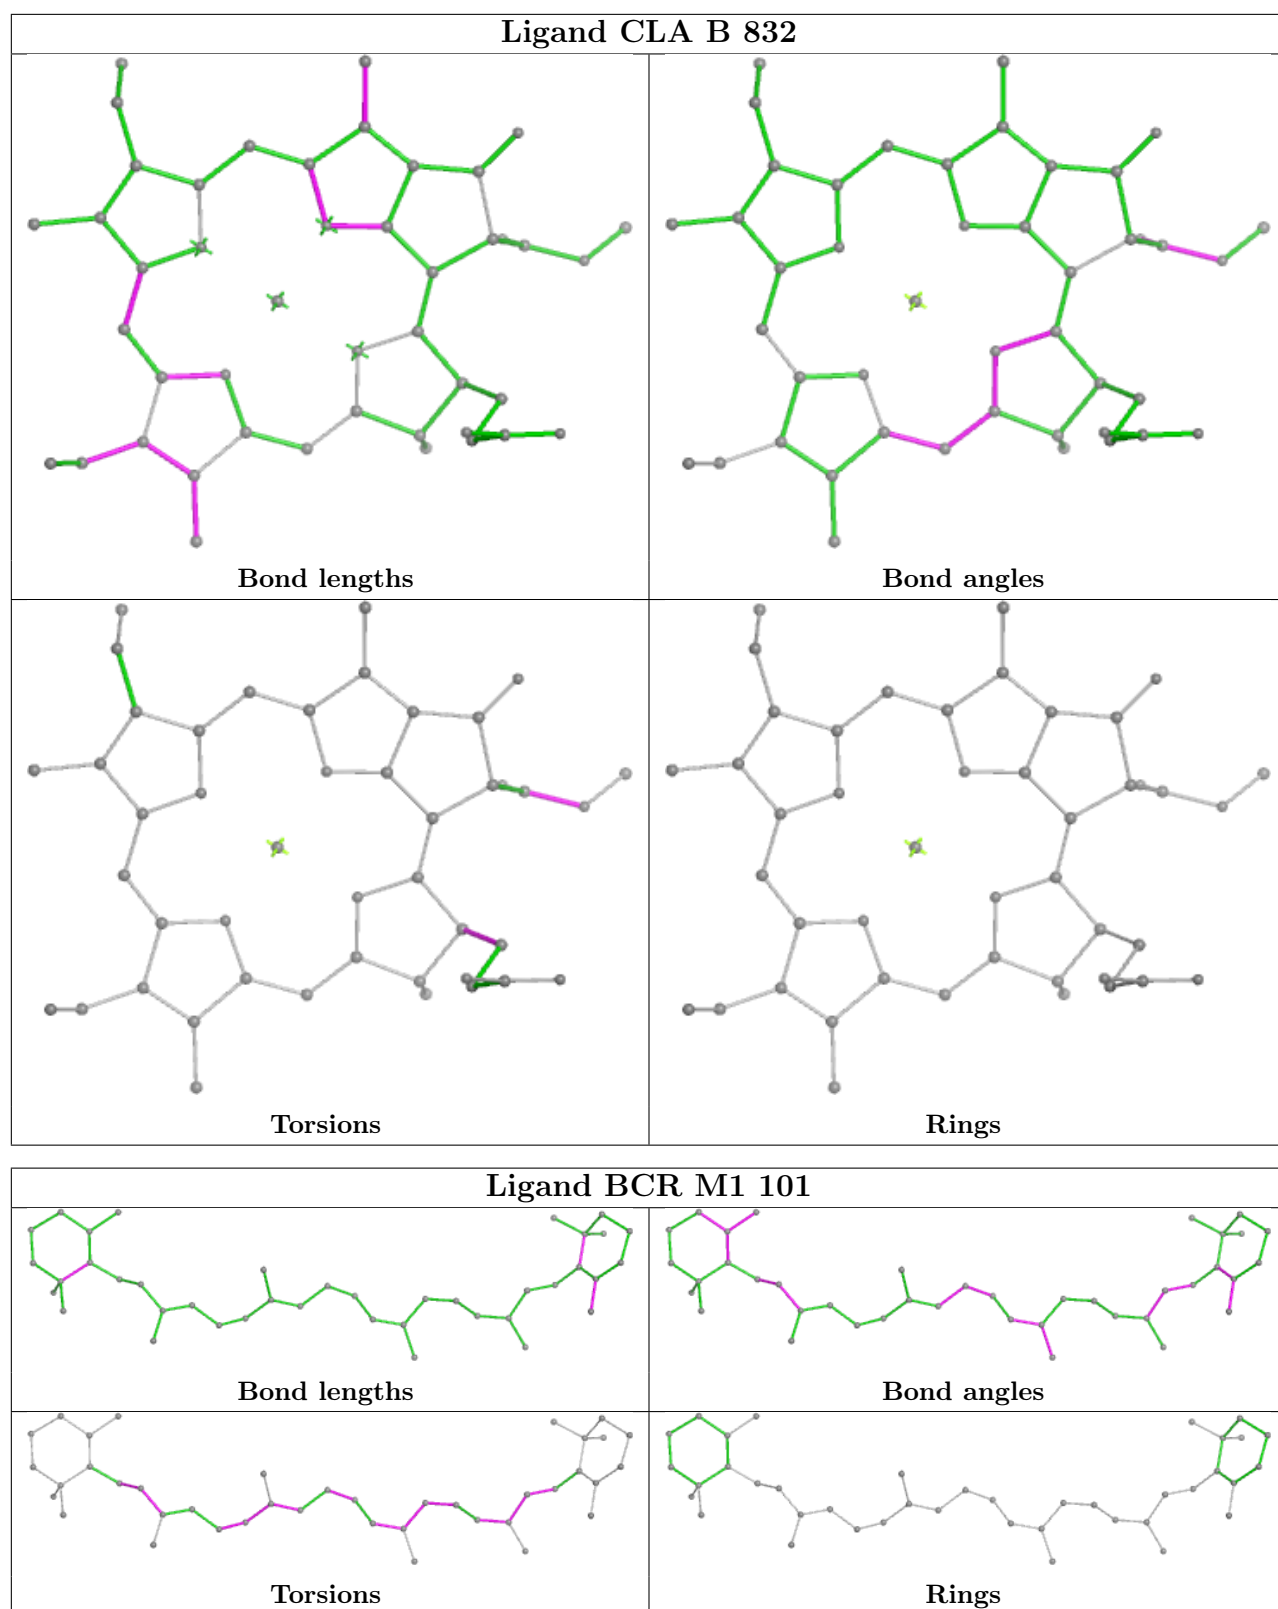 Ligand CLA B 832
Bond lengths
Bond angles
Torsions
Rings
Ligand BCR M1 101
Bond lengths
Bond angles
Torsions
Rings